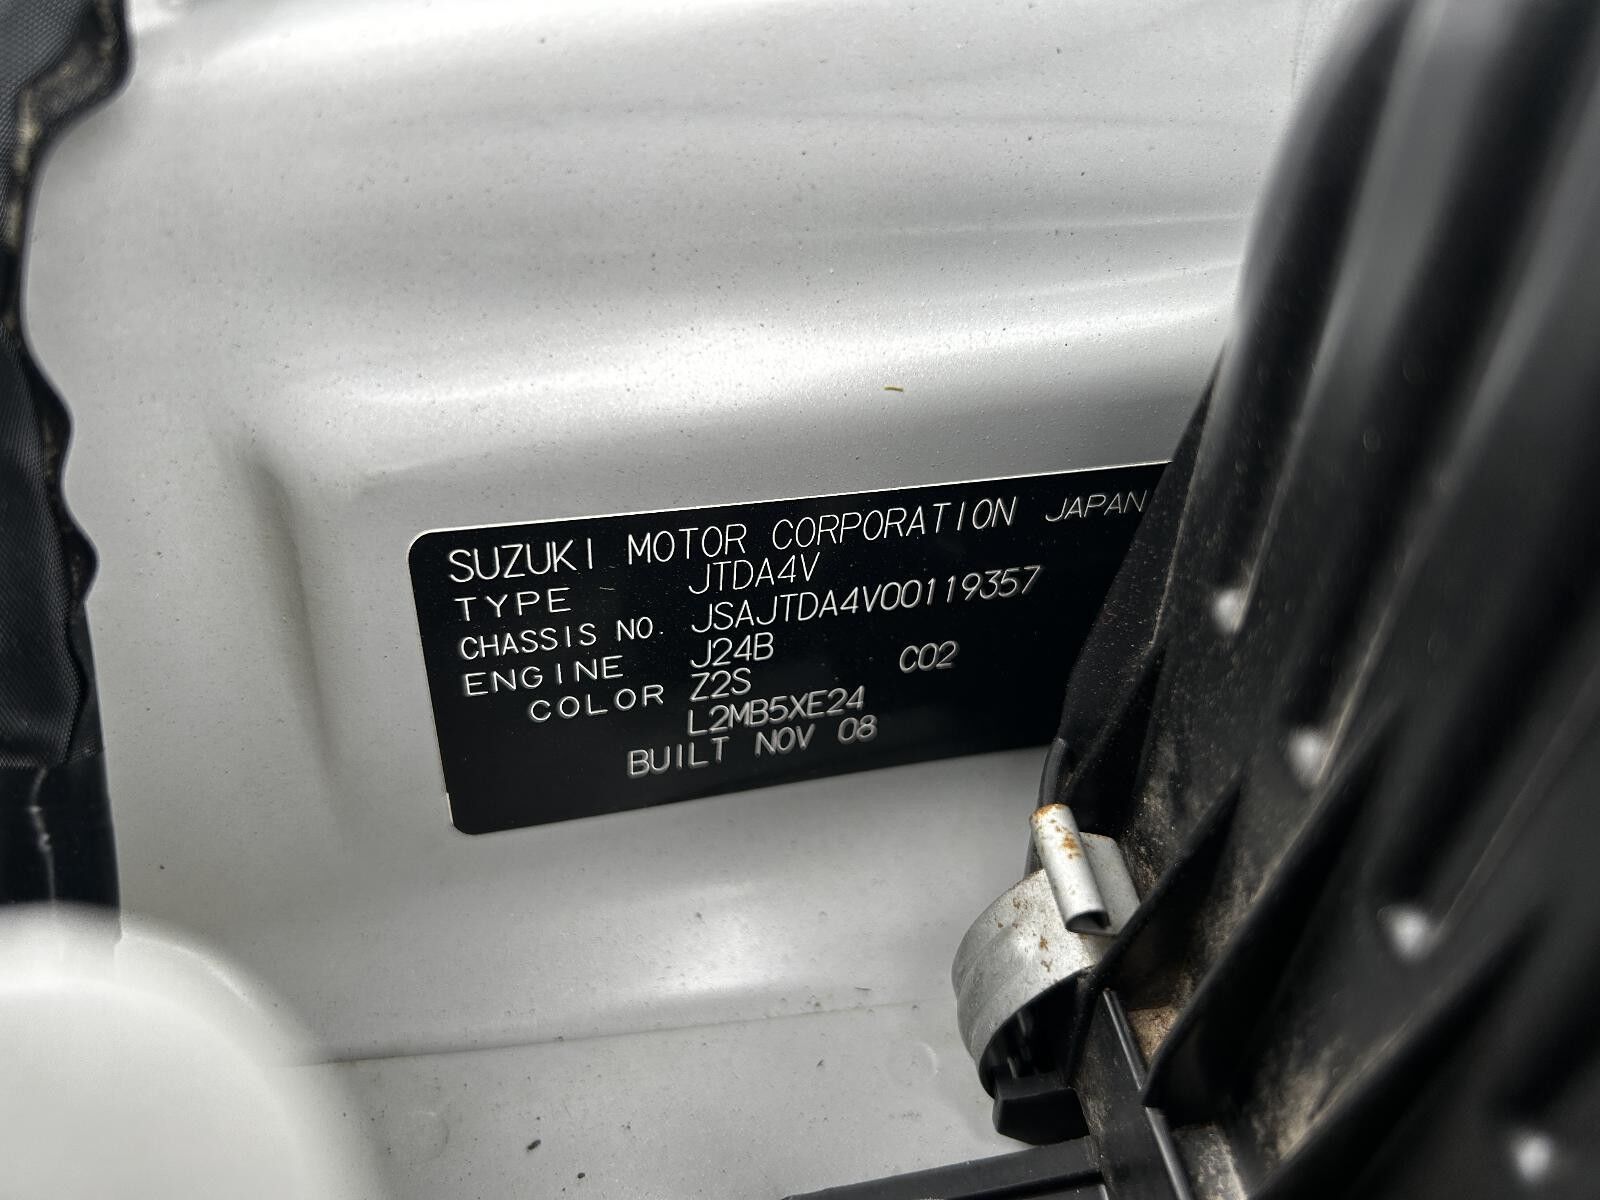 SUZUKI MOTOR CORPORATION JAPAN
TYPE JTDA4V
CHASSIS NO. JSAJTDA4V00119357
ENGINE J24B
COLOR Z2S C02
L2MB5XE24
BUILT NOV 08